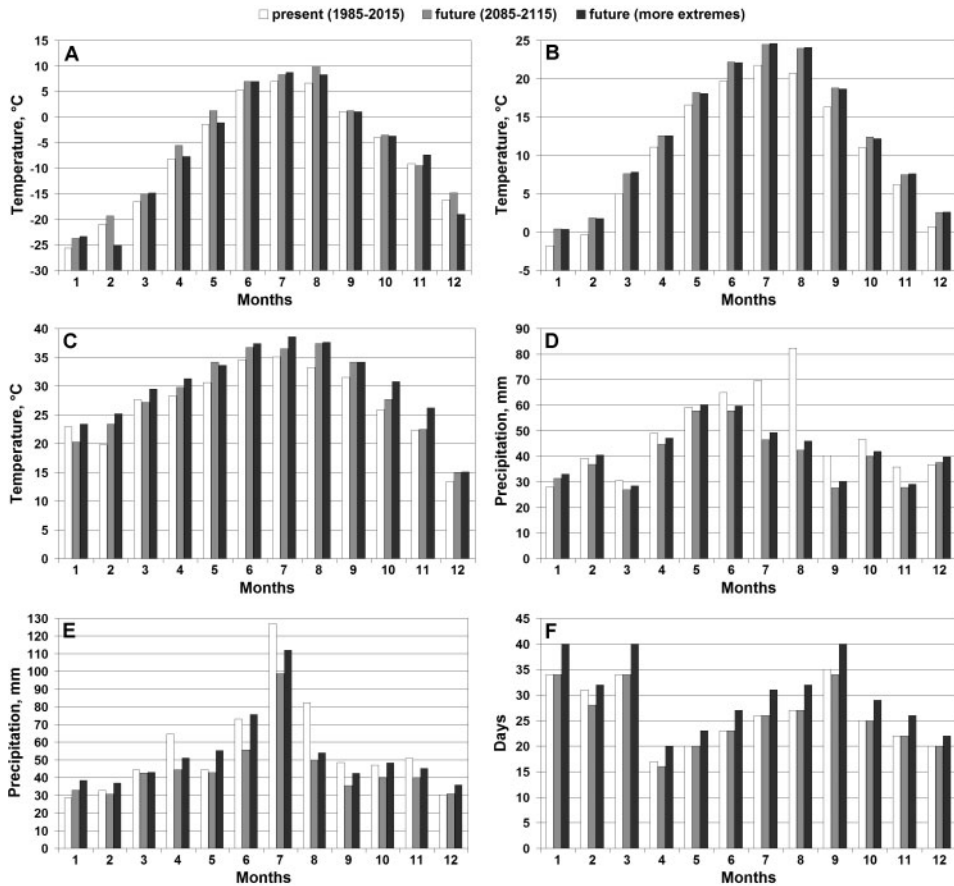 present (1985-2015) future (2085-2115) future (more extremes)
A
15
10
5
0
-5
-10
-15
-20
-25
-30
Temperature, °C
1 2 3 4 5 6 7 8 9 10 11 12
Months
B
25
20
15
10
5
0
-5
Temperature, °C
1 2 3 4 5 6 7 8 9 10 11 12
Months
C
40
35
30
25
20
15
10
5
0
Temperature, °C
1 2 3 4 5 6 7 8 9 10 11 12
Months
D
90
80
70
60
50
40
30
20
10
0
Precipitation, mm
1 2 3 4 5 6 7 8 9 10 11 12
Months
E
130
120
110
100
90
80
70
60
50
40
30
20
10
0
Precipitation, mm
1 2 3 4 5 6 7 8 9 10 11 12
Months
F
45
40
35
30
25
20
15
10
5
0
Days
1 2 3 4 5 6 7 8 9 10 11 12
Months